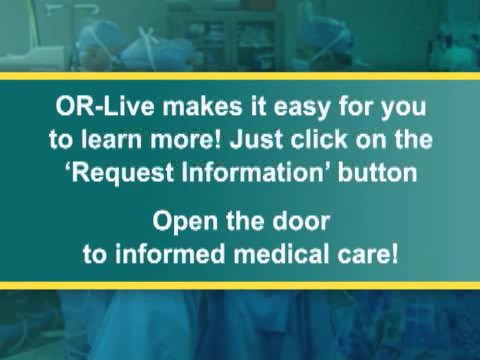 OR-Live makes it easy for you
to learn more! Just click on the
‘Request Information’ button
Open the door
to informed medical care!